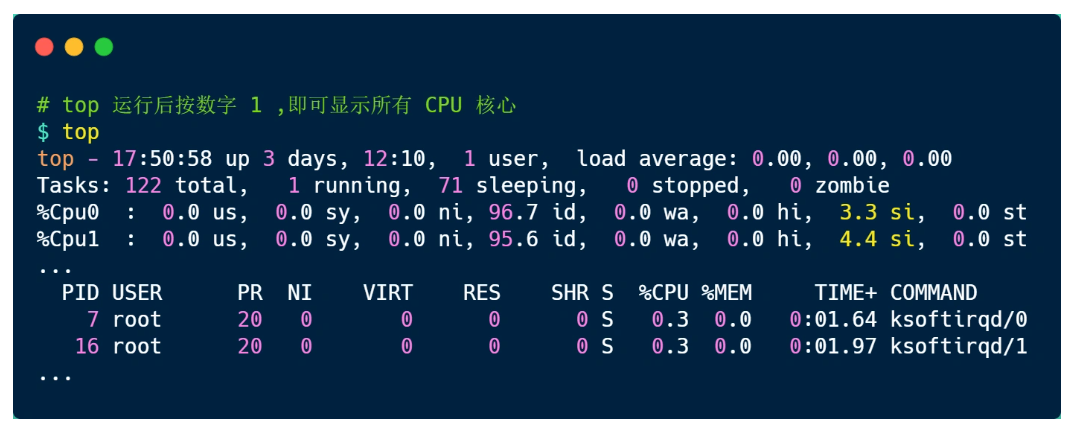 # top 运行后按数字 1 ,即可显示所有 CPU 核心
$ top
top - 17:50:58 up 3 days, 12:10,  1 user,  load average: 0.00, 0.00, 0.00
Tasks: 122 total,   1 running,  71 sleeping,   0 stopped,   0 zombie
%Cpu0  :  0.0 us,  0.0 sy,  0.0 ni, 96.7 id,  0.0 wa,  0.0 hi,  3.3 si,  0.0 st
%Cpu1  :  0.0 us,  0.0 sy,  0.0 ni, 95.6 id,  0.0 wa,  0.0 hi,  4.4 si,  0.0 st
...
  PID USER      PR  NI    VIRT    RES    SHR S  %CPU %MEM     TIME+ COMMAND
    7 root      20   0       0      0      0 S   0.3  0.0   0:01.64 ksoftirqd/0
   16 root      20   0       0      0      0 S   0.3  0.0   0:01.97 ksoftirqd/1
...